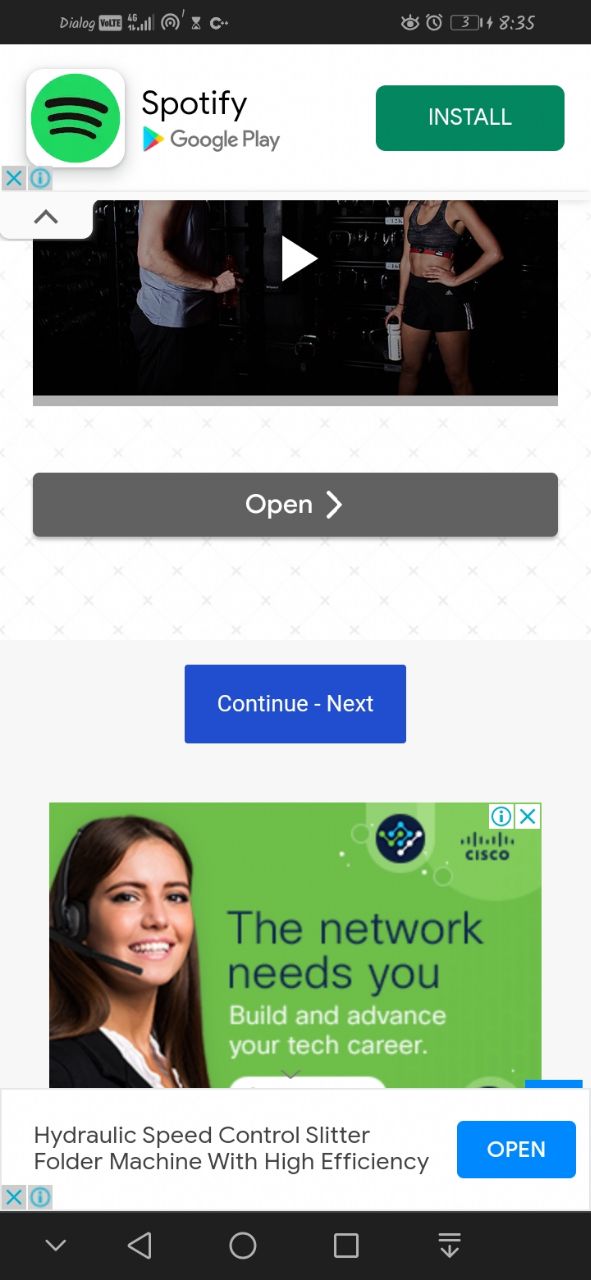 Dialog VoLTE 4G 3 8:35
Spotify
Google Play
INSTALL
Open
Continue - Next
CISCO
The network
needs you
Build and advance
your tech career.
Hydraulic Speed Control Slitter
Folder Machine With High Efficiency
OPEN